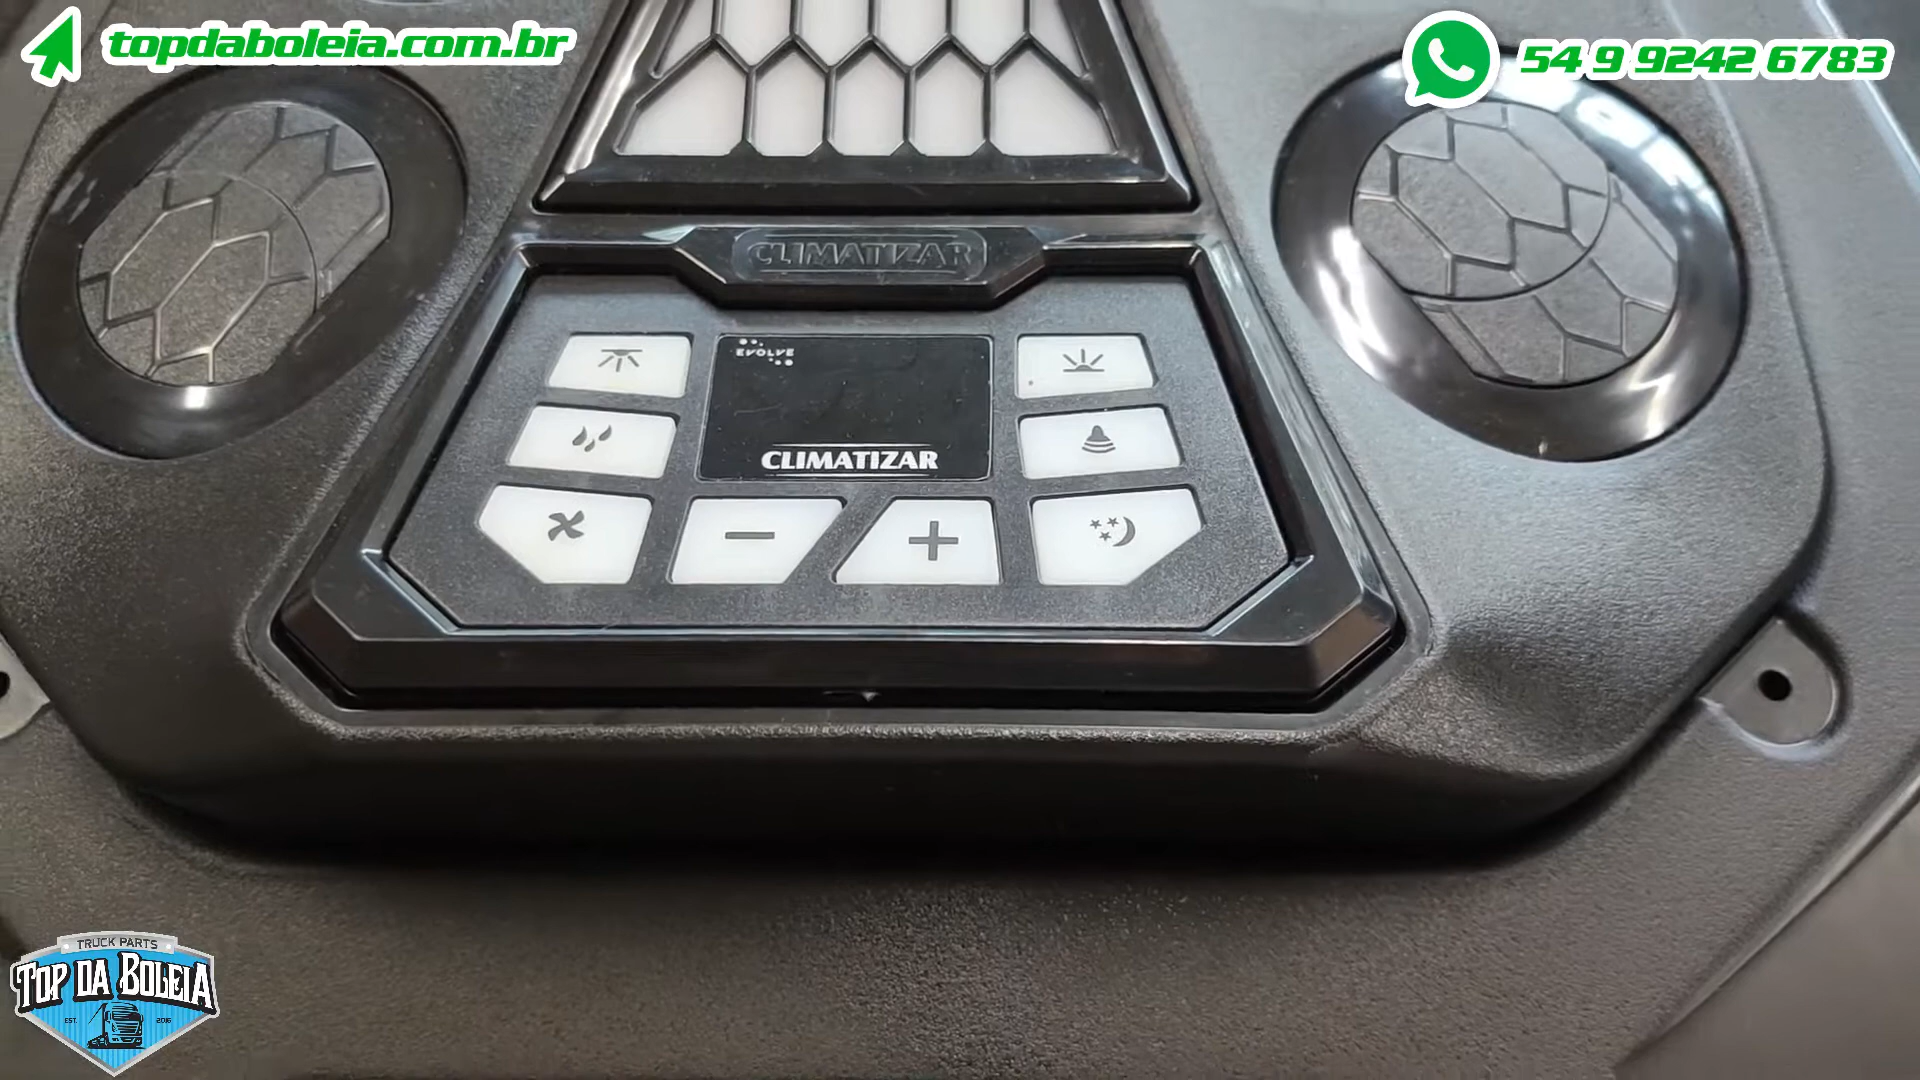 topdaboleia.com.br
54 9 9242 6783
CLIMATIZAR
EVOLVE
CLIMATIZAR
TRUCK PARTS
TOP DA BOLEIA
EST. 2016